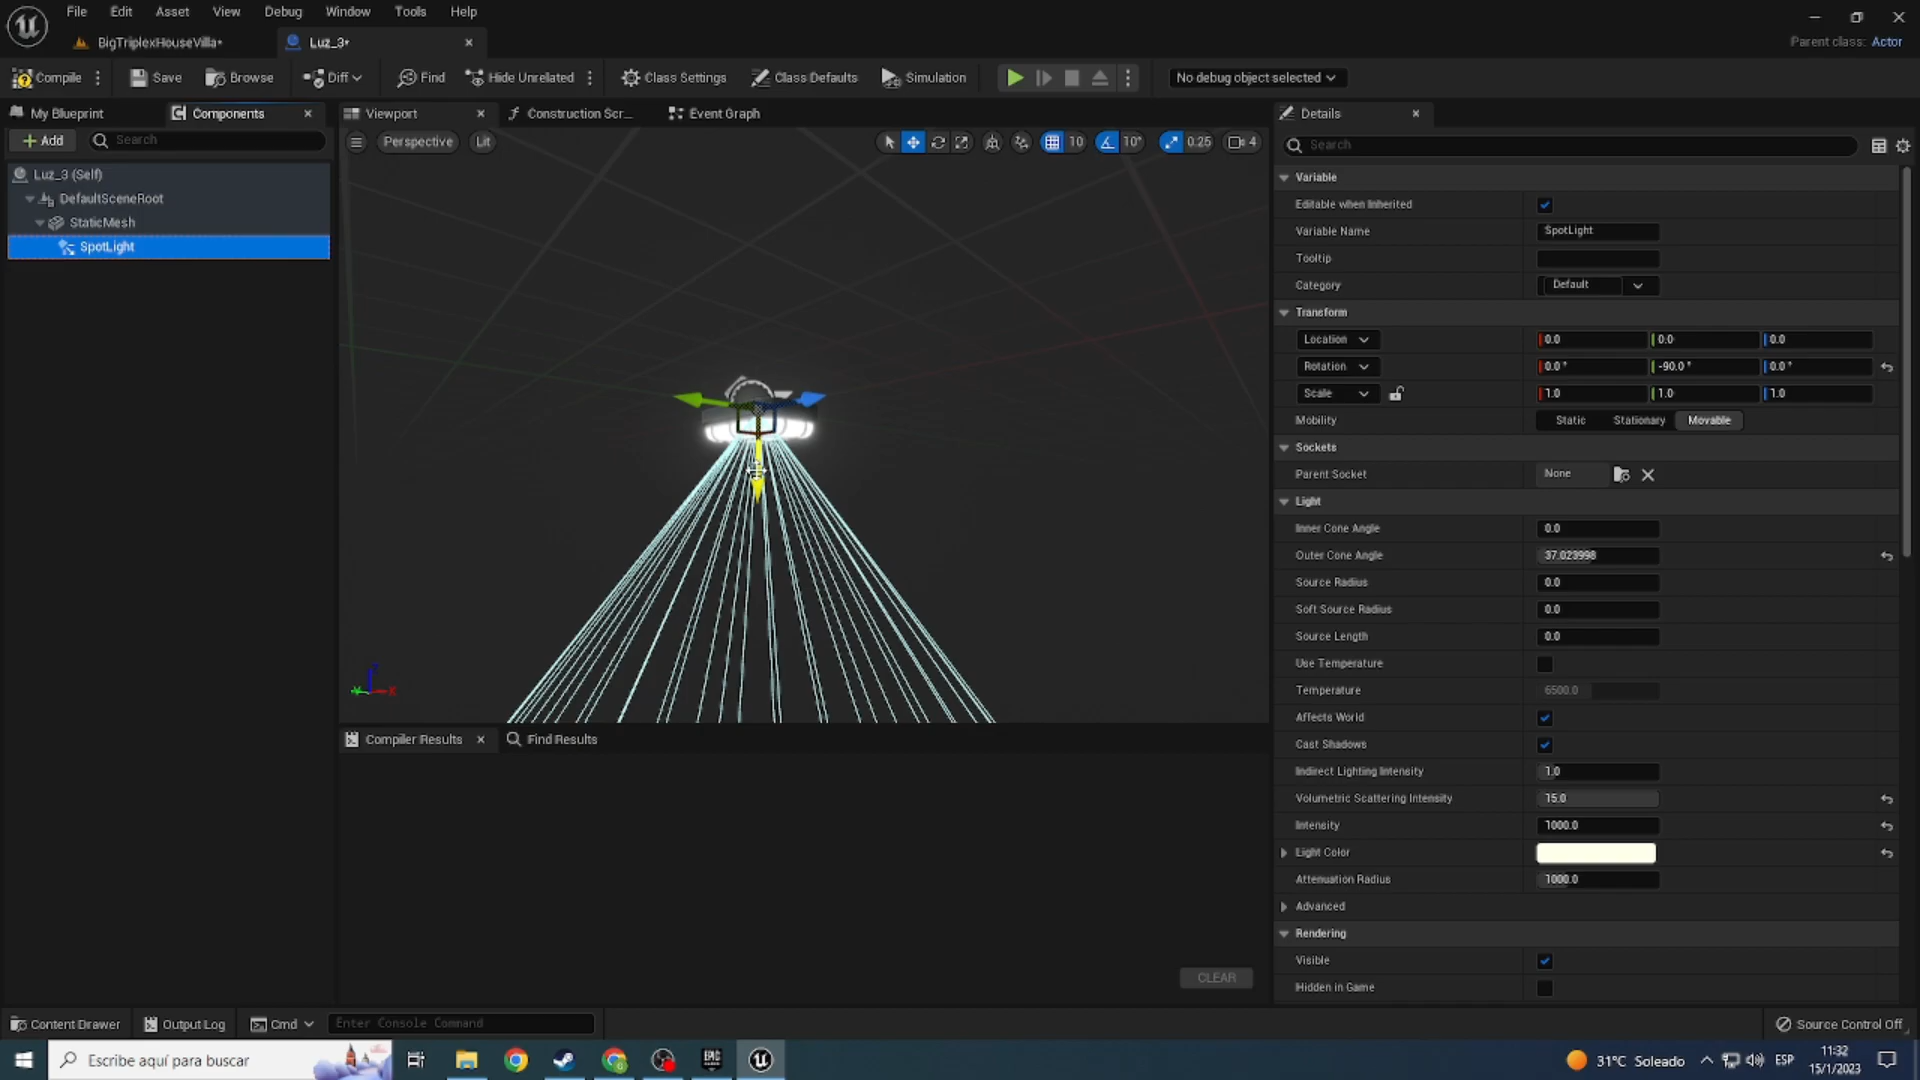 File Edit Asset View Debug Window Tools Help
BigTriplexHouseVilla*
Luz_3*
Parent class: Actor
Compile Save Browse Diff Find Hide Unrelated Class Settings Class Defaults Simulation No debug object selected
My Blueprint Components
Add Search
Luz_3 (Self)
DefaultSceneRoot
StaticMesh
SpotLight
Viewport Construction Scr... Event Graph
Perspective Lit 10 10° 0.25 4
Compiler Results Find Results
CLEAR
Details
Search
Variable
Editable when Inherited
Variable Name SpotLight
Tooltip
Category Default
Transform
Location 0.0 0.0 0.0
Rotation 0.0 ° -90.0 ° 0.0 °
Scale 1.0 1.0 1.0
Mobility Static Stationary Movable
Sockets
Parent Socket None
Light
Inner Cone Angle 0.0
Outer Cone Angle 37.023998
Source Radius 0.0
Soft Source Radius 0.0
Source Length 0.0
Use Temperature
Temperature 6500.0
Affects World
Cast Shadows
Indirect Lighting Intensity 1.0
Volumetric Scattering Intensity 15.0
Intensity 1000.0
Light Color
Attenuation Radius 1000.0
Advanced
Rendering
Visible
Hidden in Game
Content Drawer Output Log Cmd Enter Console Command Source Control Off
Escribe aquí para buscar
EPIC
31°C Soleado ESP
11:32
15/1/2023